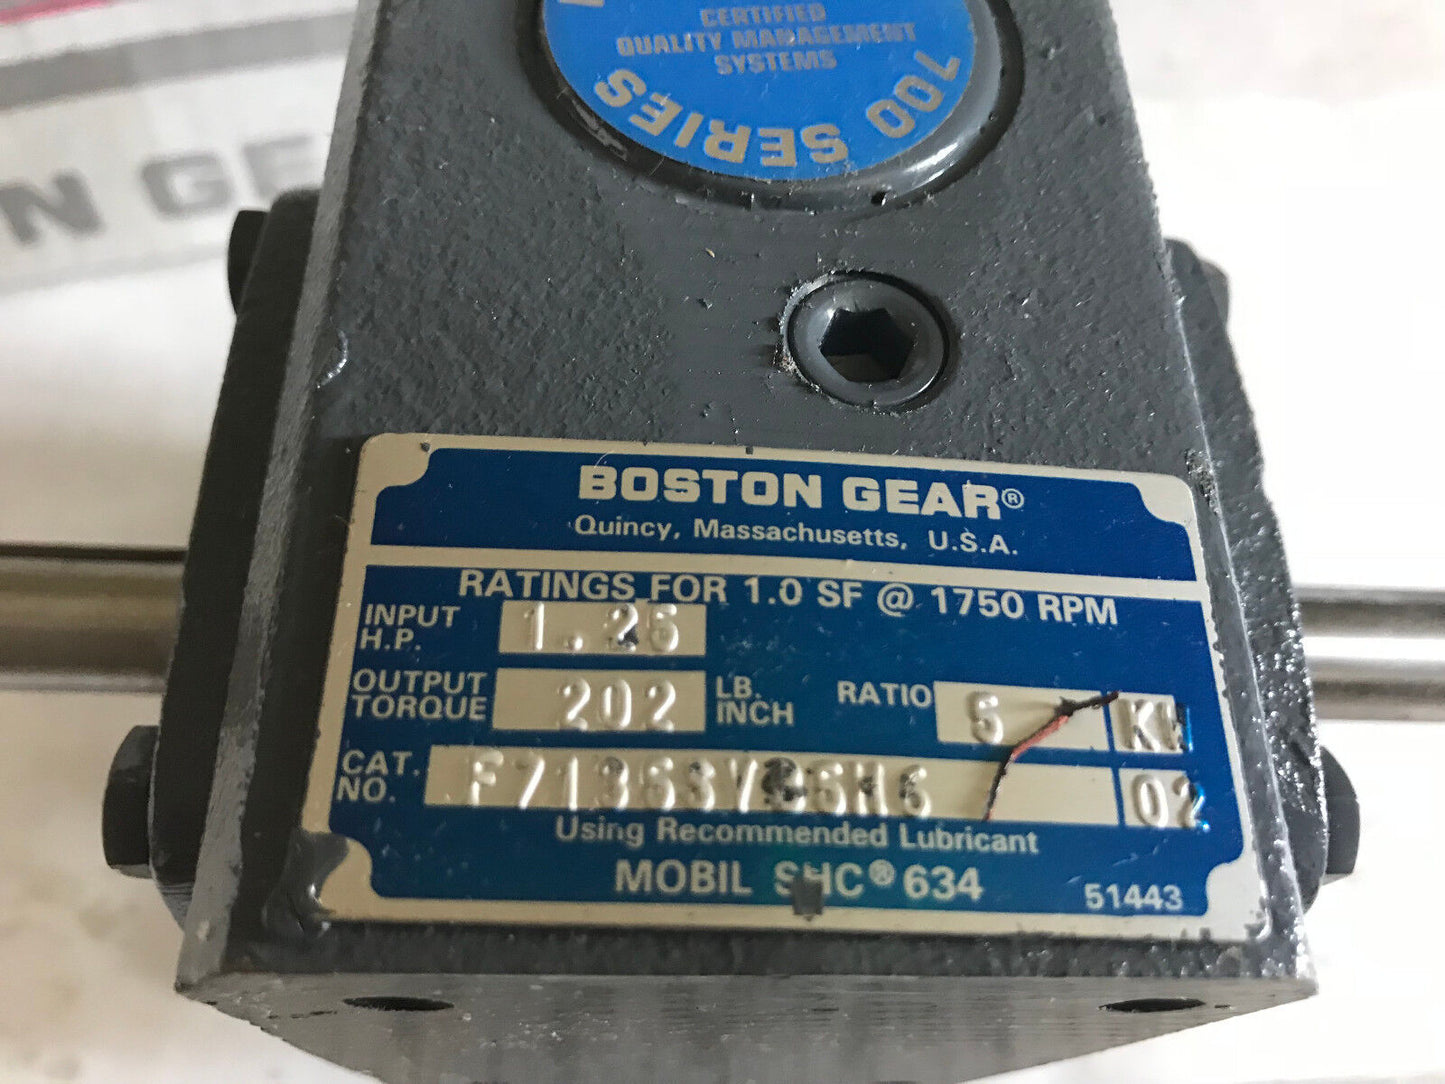 CERTIFIED
QUALITY MANAGEMENT
SYSTEMS
700 SERIES
BOSTON GEAR®
Quincy, Massachusetts, U.S.A.
RATINGS FOR 1.0 SF @ 1750 RPM
INPUT H.P. 1.25
OUTPUT TORQUE 202 LB. INCH RATIO 5 KW
CAT. NO. 02
Using Recommended Lubricant
MOBIL SHC® 634
51443